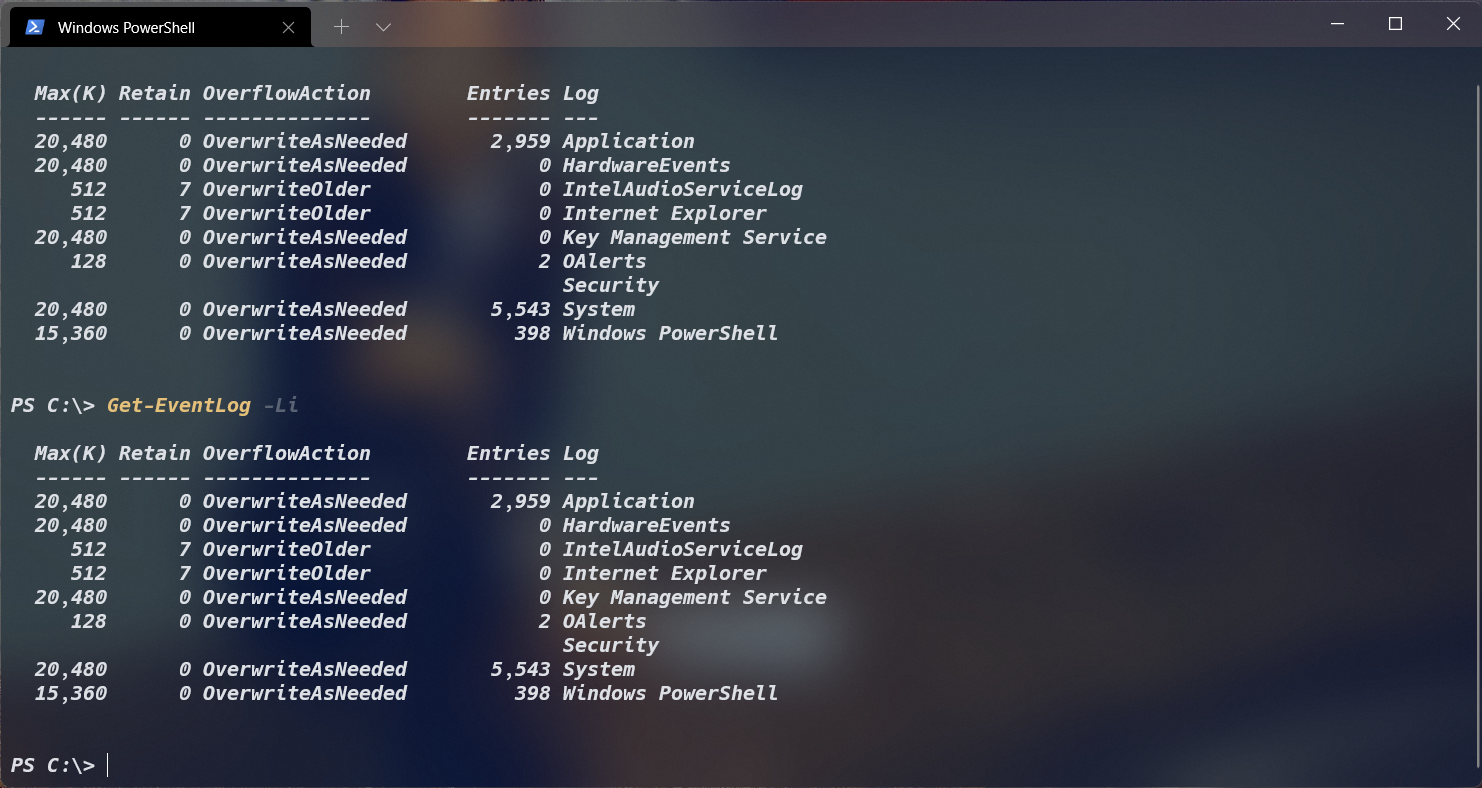 Windows PowerShell
Max(K) Retain OverflowAction Entries Log
------ ------ -------------- ------- ---
20,480 0 OverwriteAsNeeded 2,959 Application
20,480 0 OverwriteAsNeeded 0 HardwareEvents
512 7 OverwriteOlder 0 IntelAudioServiceLog
512 7 OverwriteOlder 0 Internet Explorer
20,480 0 OverwriteAsNeeded 0 Key Management Service
128 0 OverwriteAsNeeded 2 OAlerts
Security
20,480 0 OverwriteAsNeeded 5,543 System
15,360 0 OverwriteAsNeeded 398 Windows PowerShell
PS C:\> Get-EventLog -Li
Max(K) Retain OverflowAction Entries Log
------ ------ -------------- ------- ---
20,480 0 OverwriteAsNeeded 2,959 Application
20,480 0 OverwriteAsNeeded 0 HardwareEvents
512 7 OverwriteOlder 0 IntelAudioServiceLog
512 7 OverwriteOlder 0 Internet Explorer
20,480 0 OverwriteAsNeeded 0 Key Management Service
128 0 OverwriteAsNeeded 2 OAlerts
Security
20,480 0 OverwriteAsNeeded 5,543 System
15,360 0 OverwriteAsNeeded 398 Windows PowerShell
PS C:\>